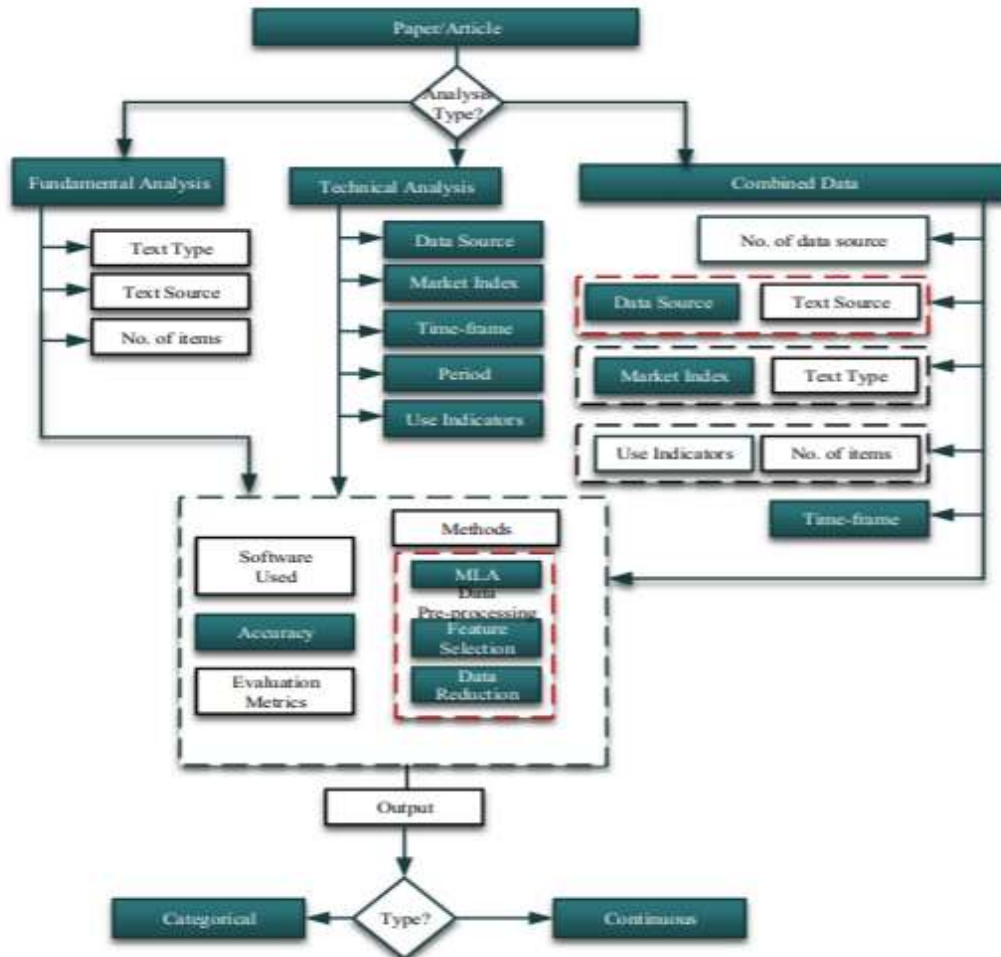 Paper/Article
Analysis
Type?
Fundamental Analysis
Technical Analysis
Combined Data
Text Type
Text Source
No. of items
Data Source
Market Index
Time-frame
Period
Use Indicators
No. of data source
Data Source
Text Source
Market Index
Text Type
Use Indicators
No. of items
Time-frame
Software
Used
Accuracy
Evaluation
Metrics
Methods
MLA
Data
Pre-processing
Feature
Selection
Data
Reduction
Output
Type?
Categorical
Continuous